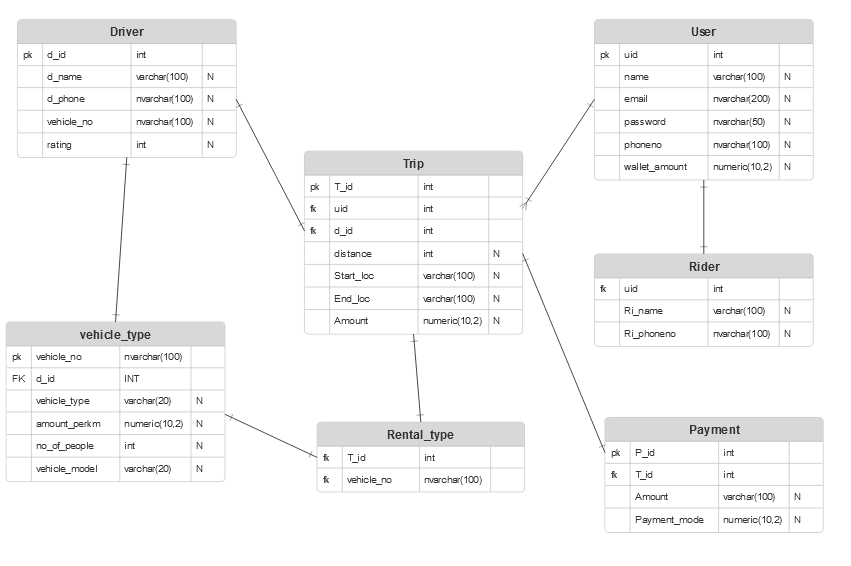 Driver
pk d_id int
d_name varchar(100) N
d_phone nvarchar(100) N
vehicle_no nvarchar(100) N
rating int N
User
pk uid int
name varchar(100) N
email nvarchar(200) N
password nvarchar(50) N
phoneno nvarchar(100) N
wallet_amount numeric(10,2) N
Trip
pk T_id int
fk uid int
fk d_id int
distance int N
Start_loc varchar(100) N
End_loc varchar(100) N
Amount numeric(10,2) N
Rider
fk uid int
Ri_name varchar(100) N
Ri_phoneno nvarchar(100) N
vehicle_type
pk vehicle_no nvarchar(100)
FK d_id INT
vehicle_type varchar(20) N
amount_perkm numeric(10,2) N
no_of_people int N
vehicle_model varchar(20) N
Rental_type
fk T_id int
fk vehicle_no nvarchar(100)
Payment
pk P_id int
fk T_id int
Amount varchar(100) N
Payment_mode numeric(10,2) N